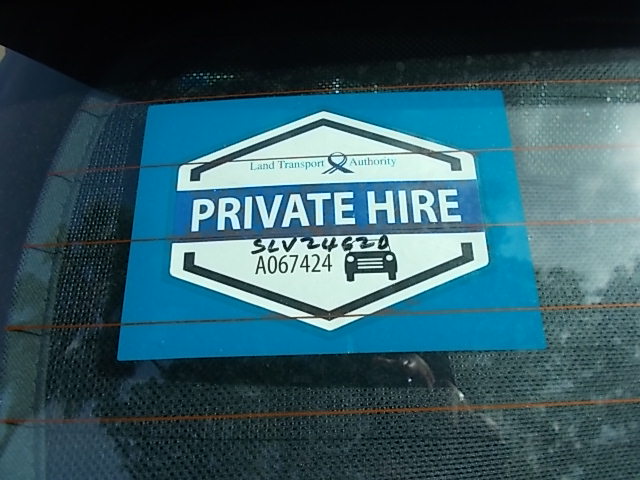 Land Transport Authority
PRIVATE HIRE
SLV2462D
A067424